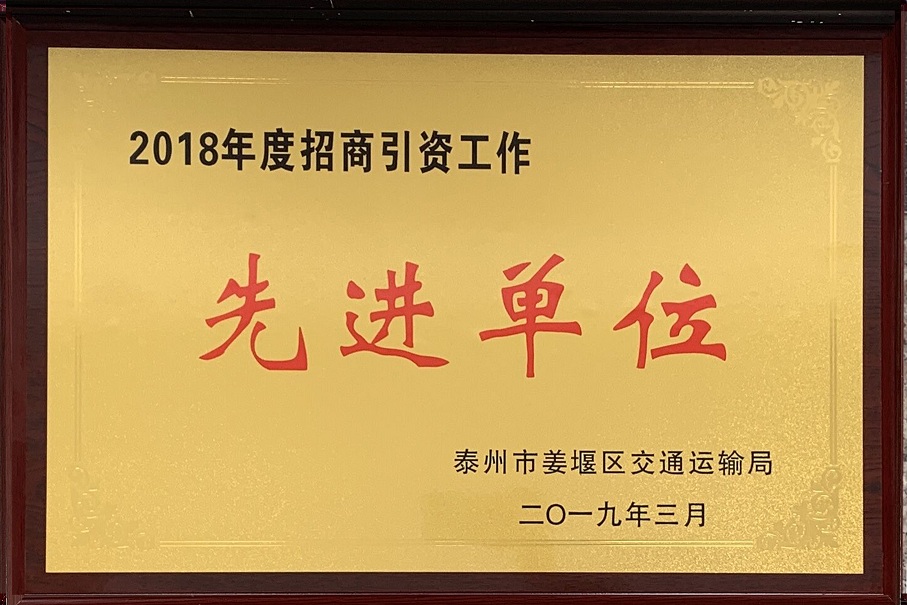 2018年度招商引资工作
先进单位
泰州市姜堰区交通运输局
二〇一九年三月